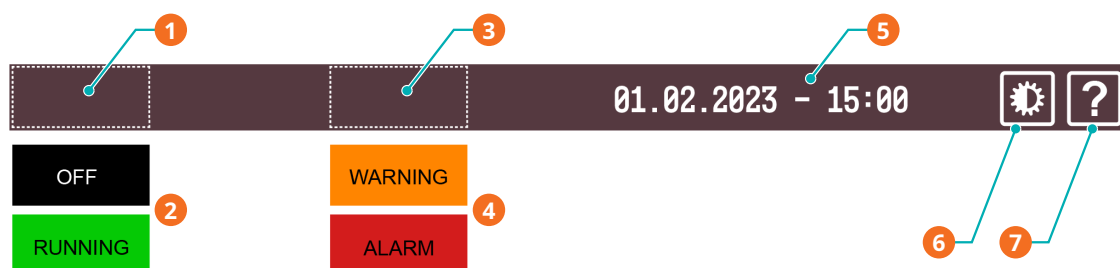 1 3 5
01.02.2023 - 15:00 ?
OFF WARNING
2 4
RUNNING ALARM
6 7